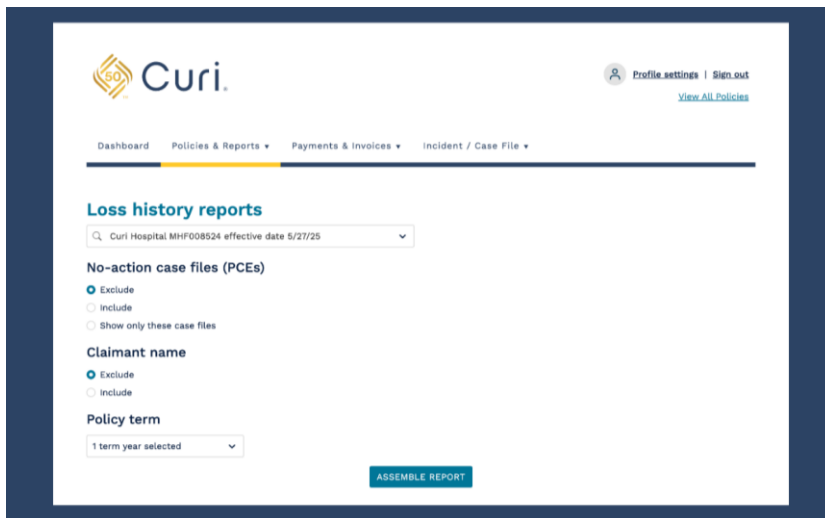 50 Curi.
Profile settings | Sign out
View All Policies
Dashboard Policies & Reports ▾ Payments & Invoices ▾ Incident / Case File ▾
Loss history reports
Curi Hospital MHF008524 effective date 5/27/25
No-action case files (PCEs)
Exclude
Include
Show only these case files
Claimant name
Exclude
Include
Policy term
1 term year selected
ASSEMBLE REPORT